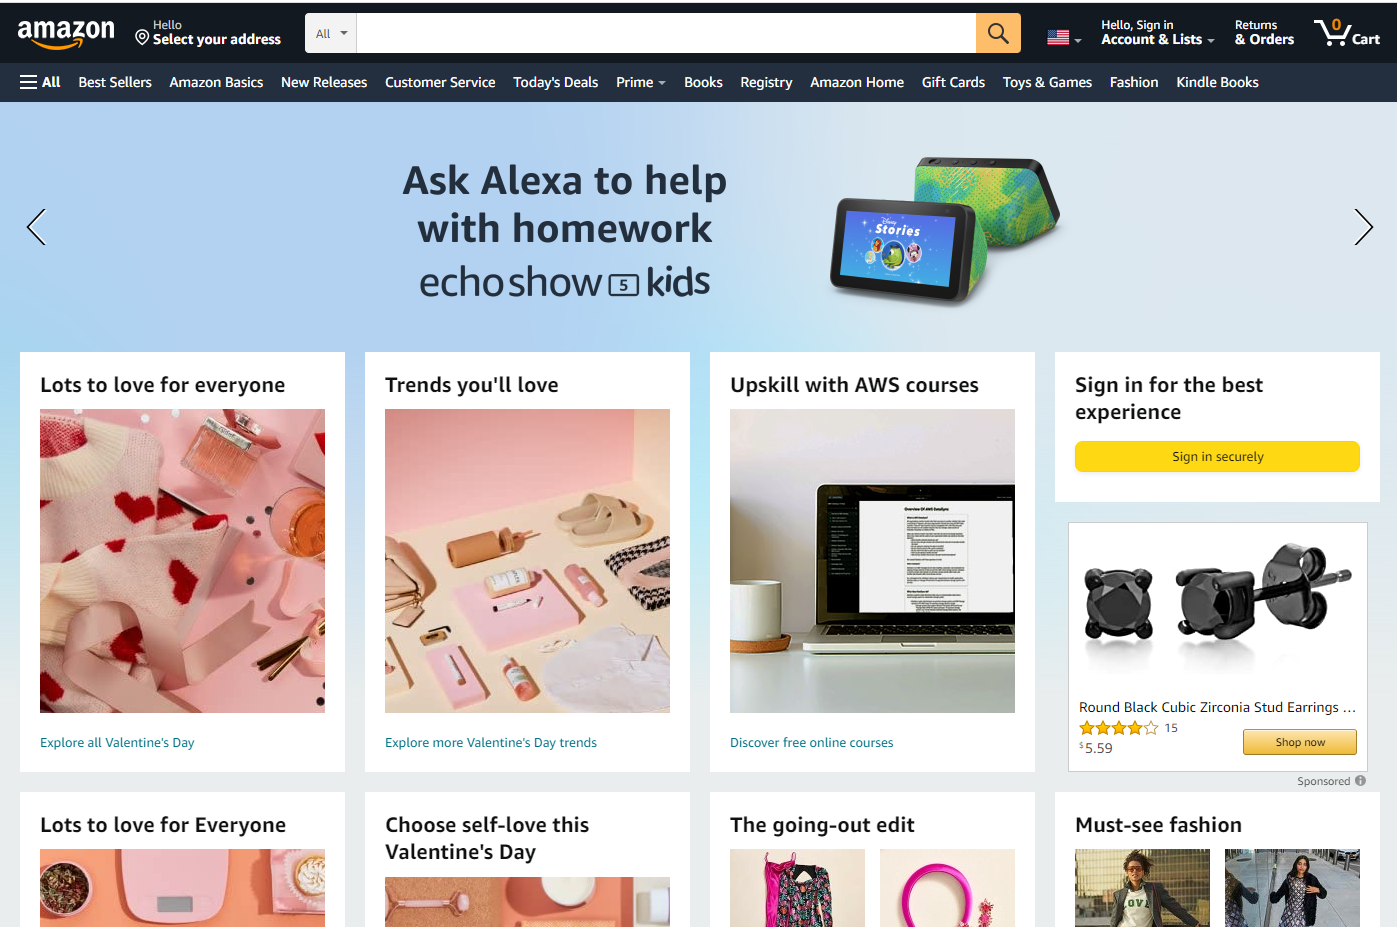 amazon
Hello
Select your address
All
Hello, Sign in
Account & Lists
Returns
& Orders
0
Cart
All
Best Sellers
Amazon Basics
New Releases
Customer Service
Today's Deals
Prime
Books
Registry
Amazon Home
Gift Cards
Toys & Games
Fashion
Kindle Books
Ask Alexa to help
with homework
echo show 5 kids
Disney
Stories
Lots to love for everyone
Explore all Valentine's Day
Trends you'll love
Explore more Valentine's Day trends
Upskill with AWS courses
Overview Of AWS DataSync
Discover free online courses
Sign in for the best
experience
Sign in securely
Round Black Cubic Zirconia Stud Earrings ...
15
$5.59
Shop now
Sponsored
Lots to love for Everyone
Choose self-love this
Valentine's Day
The going-out edit
Must-see fashion
LOVE